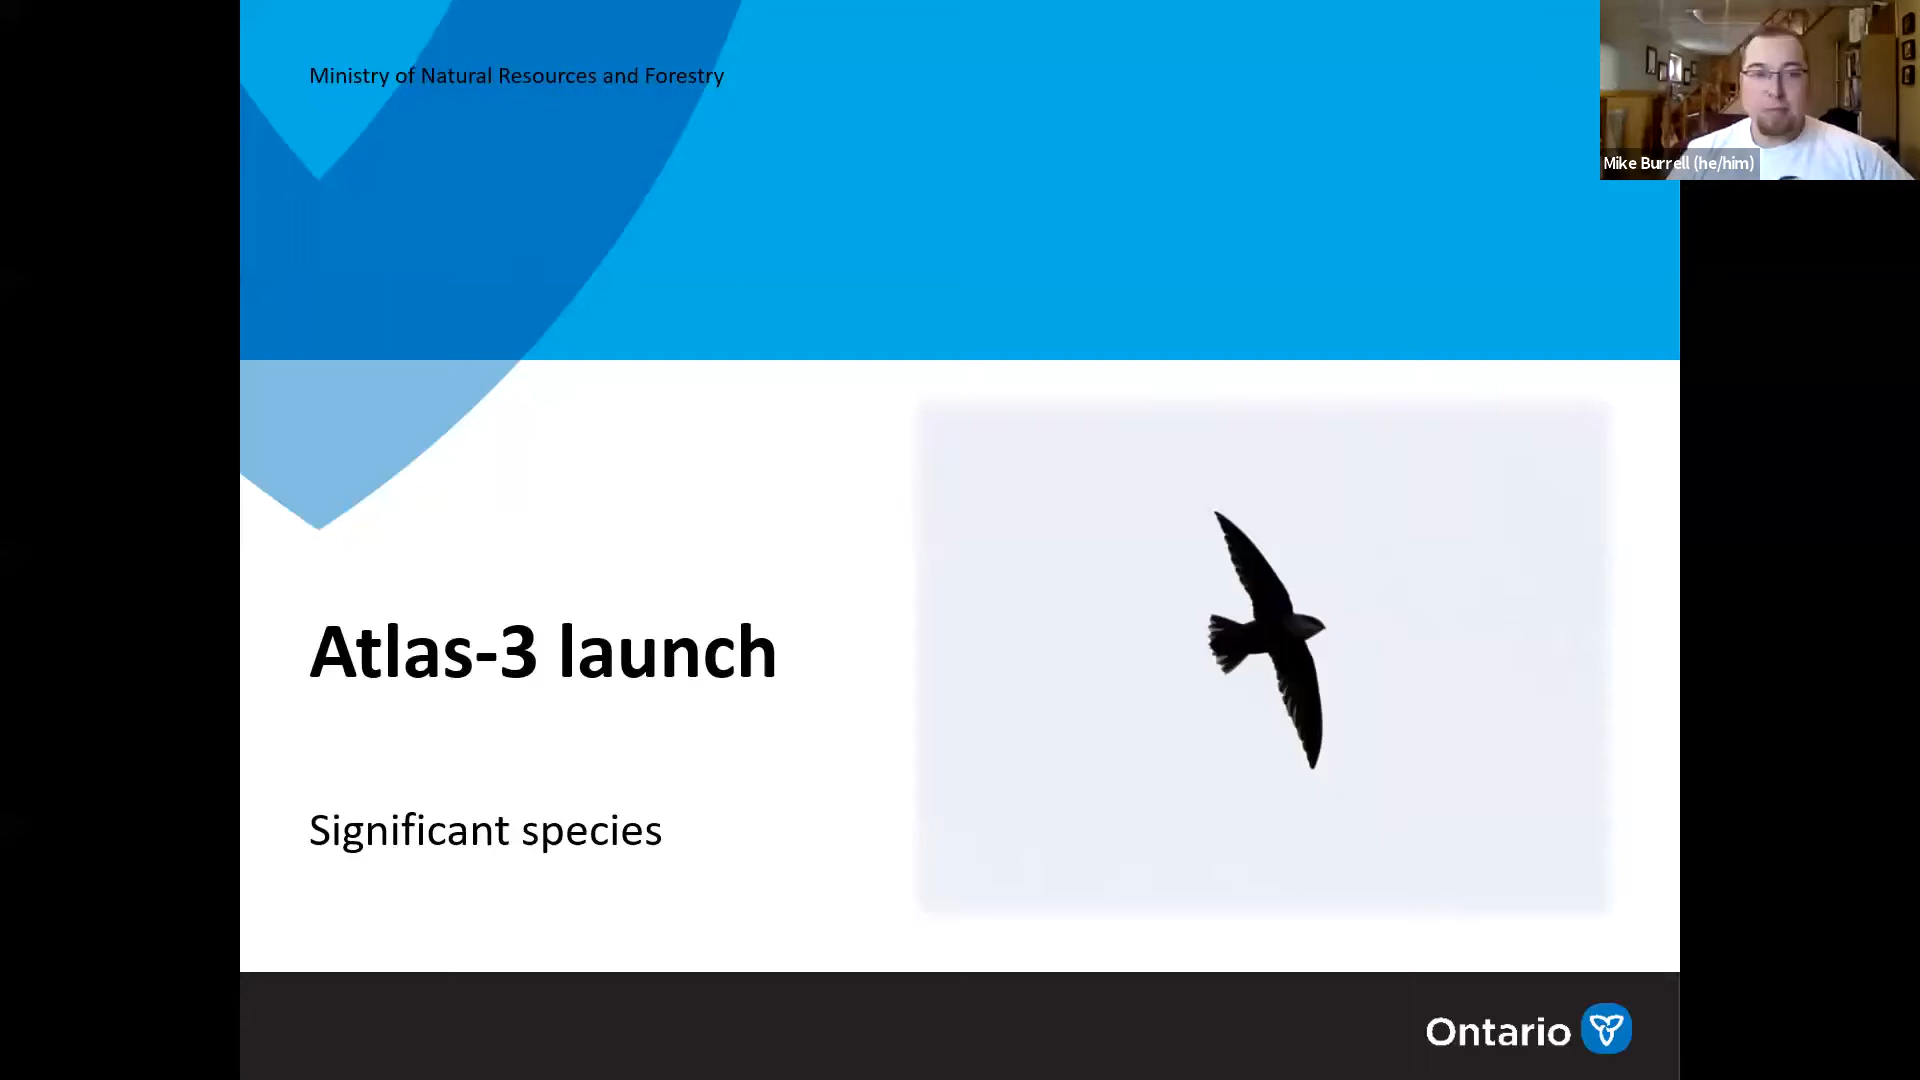 Ministry of Natural Resources and Forestry
Mike Burrell (he/him)
Atlas-3 launch
Significant species
Ontario